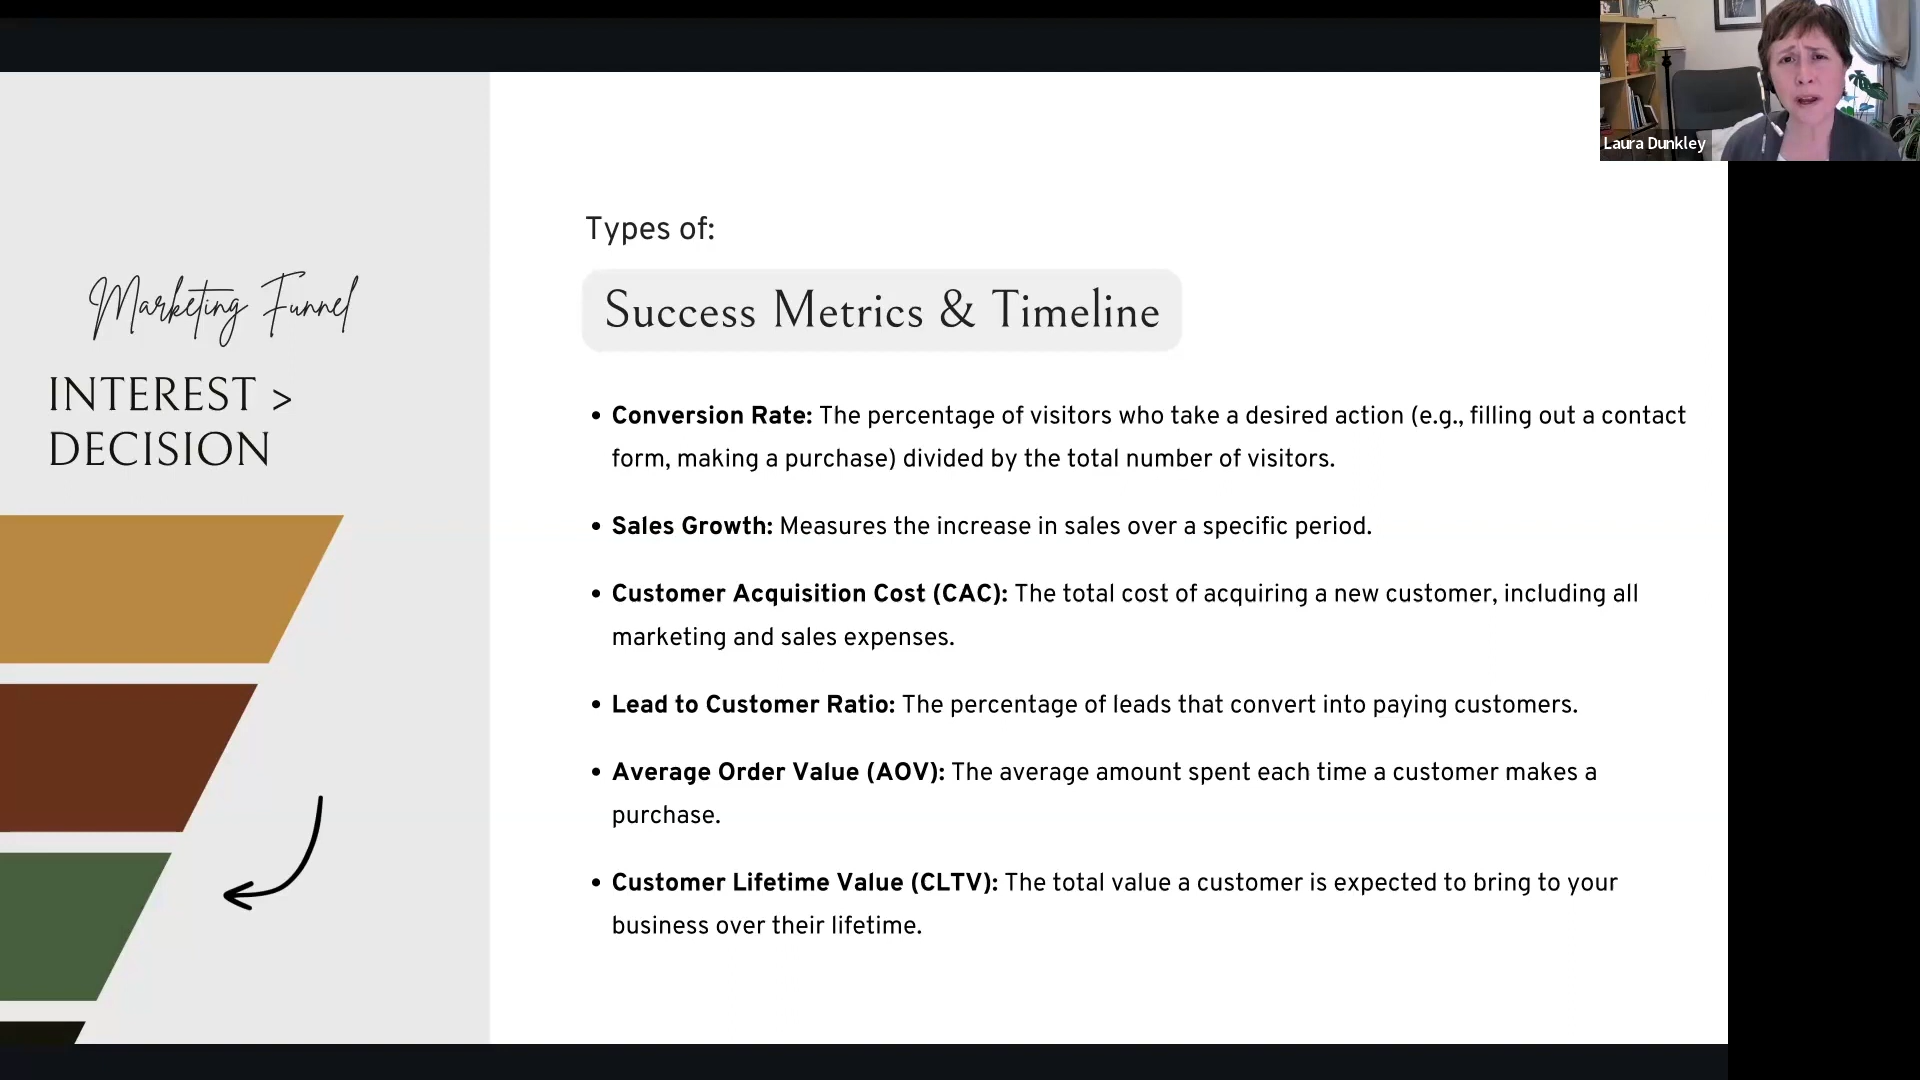 Laura Dunkley
Marketing Funnel
INTEREST >
DECISION
Types of:
Success Metrics & Timeline
• Conversion Rate: The percentage of visitors who take a desired action (e.g., filling out a contact
form, making a purchase) divided by the total number of visitors.
• Sales Growth: Measures the increase in sales over a specific period.
• Customer Acquisition Cost (CAC): The total cost of acquiring a new customer, including all
marketing and sales expenses.
• Lead to Customer Ratio: The percentage of leads that convert into paying customers.
• Average Order Value (AOV): The average amount spent each time a customer makes a
purchase.
• Customer Lifetime Value (CLTV): The total value a customer is expected to bring to your
business over their lifetime.